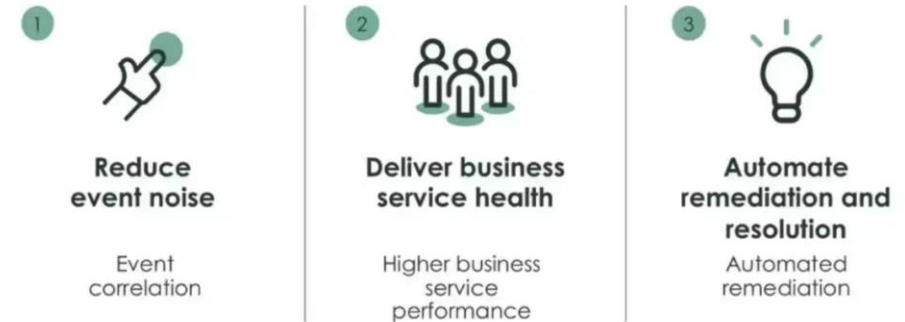 1
Reduce
event noise
Event
correlation
2
Deliver business
service health
Higher business
service
performance
3
Automate
remediation and
resolution
Automated
remediation